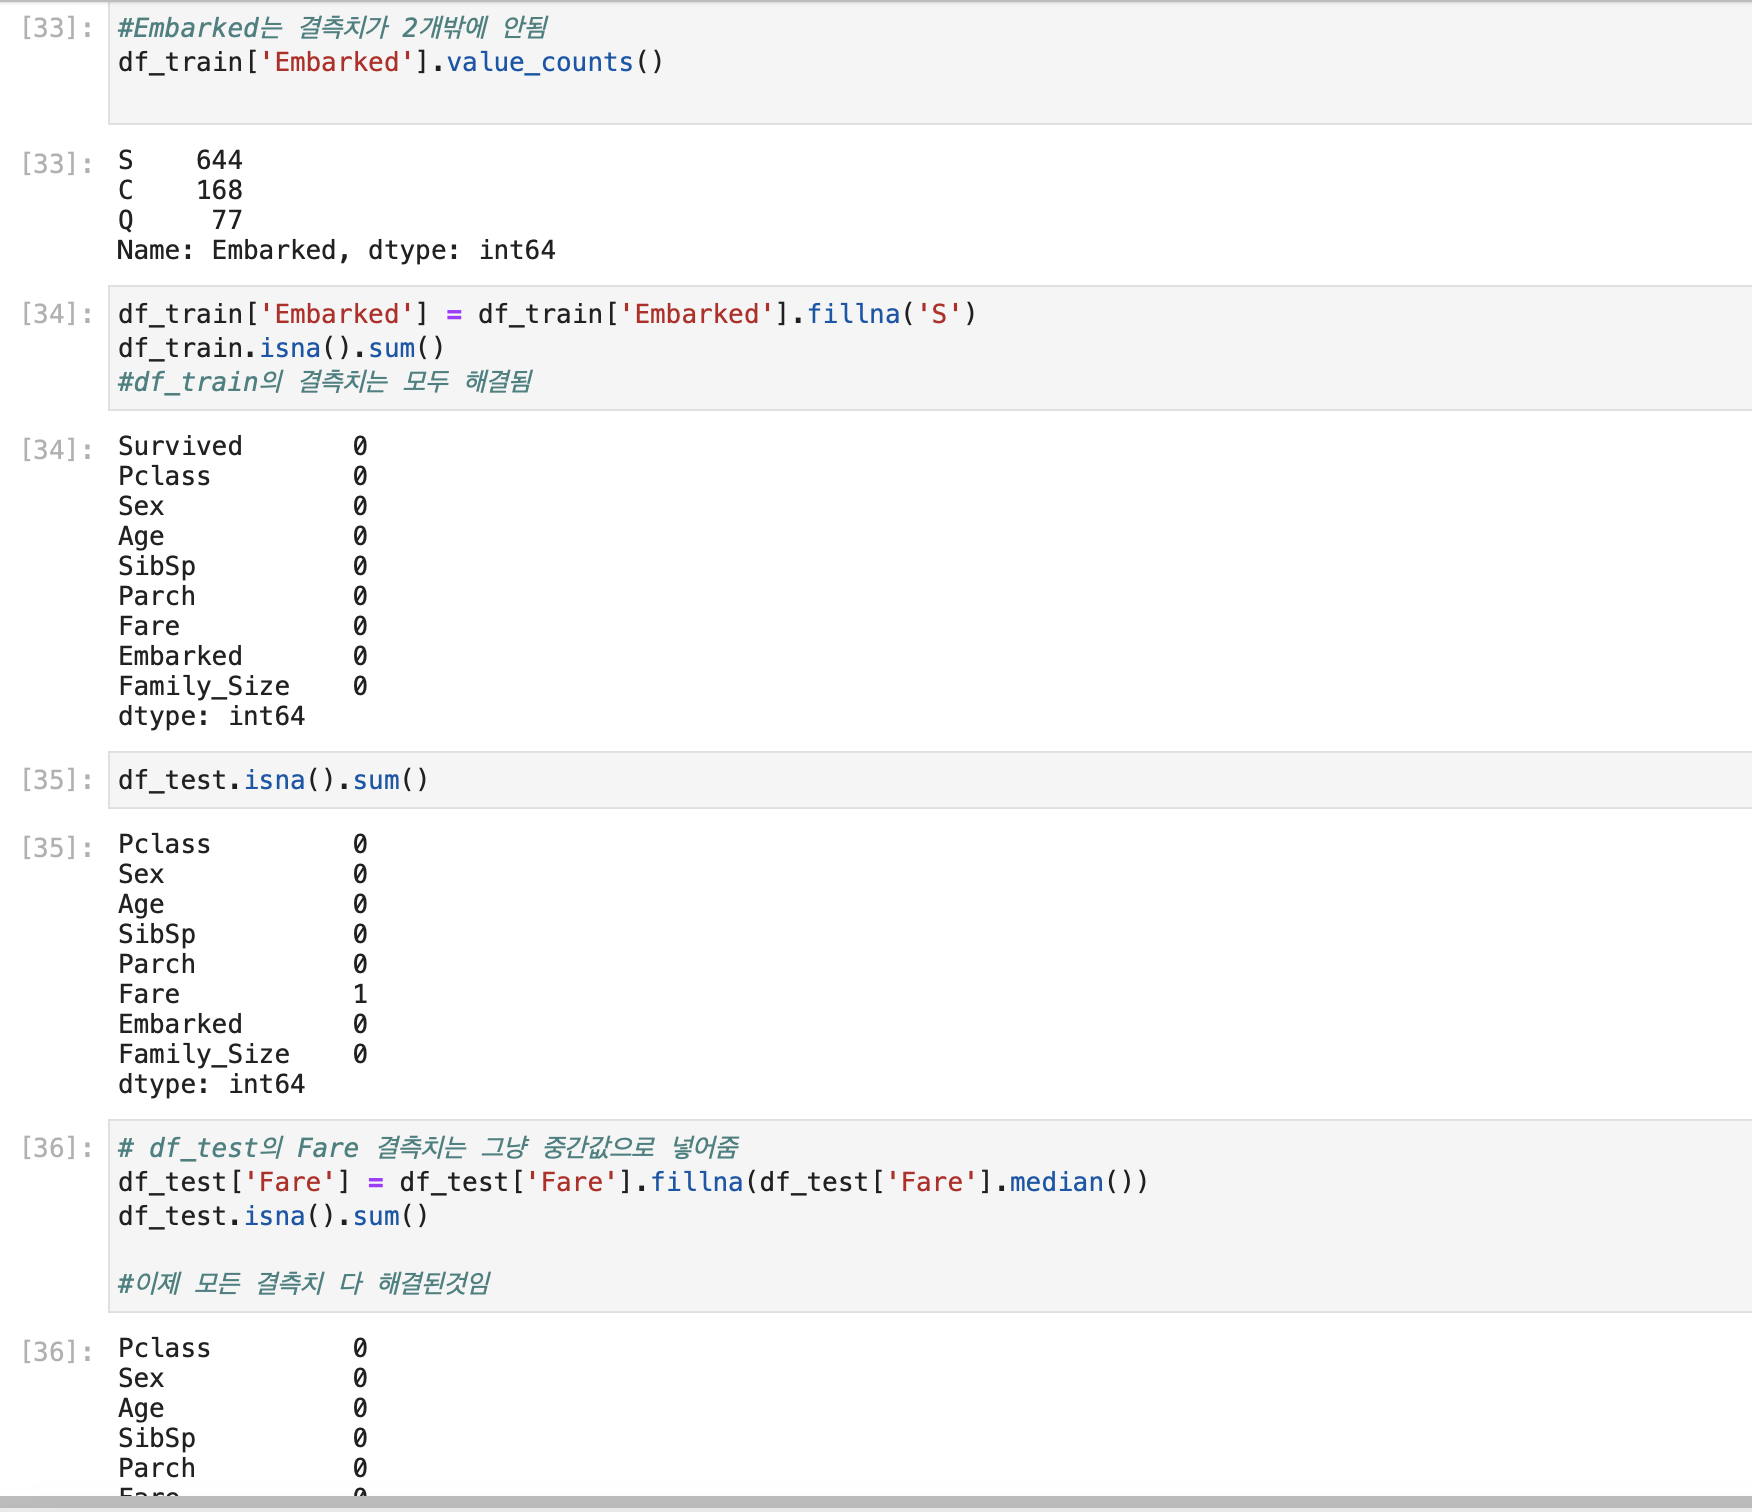 [33]: #Embarked는 결측치가 2개밖에 안됨
df_train['Embarked'].value_counts()
[33]: S 644
C 168
Q 77
Name: Embarked, dtype: int64
[34]: df_train['Embarked'] = df_train['Embarked'].fillna('S')
df_train.isna().sum()
#df_train의 결측치는 모두 해결됨
[34]: Survived 0
Pclass 0
Sex 0
Age 0
SibSp 0
Parch 0
Fare 0
Embarked 0
Family_Size 0
dtype: int64
[35]: df_test.isna().sum()
[35]: Pclass 0
Sex 0
Age 0
SibSp 0
Parch 0
Fare 1
Embarked 0
Family_Size 0
dtype: int64
[36]: # df_test의 Fare 결측치는 그냥 중간값으로 넣어줌
df_test['Fare'] = df_test['Fare'].fillna(df_test['Fare'].median())
df_test.isna().sum()
#이제 모든 결측치 다 해결된것임
[36]: Pclass 0
Sex 0
Age 0
SibSp 0
Parch 0
Fare 0